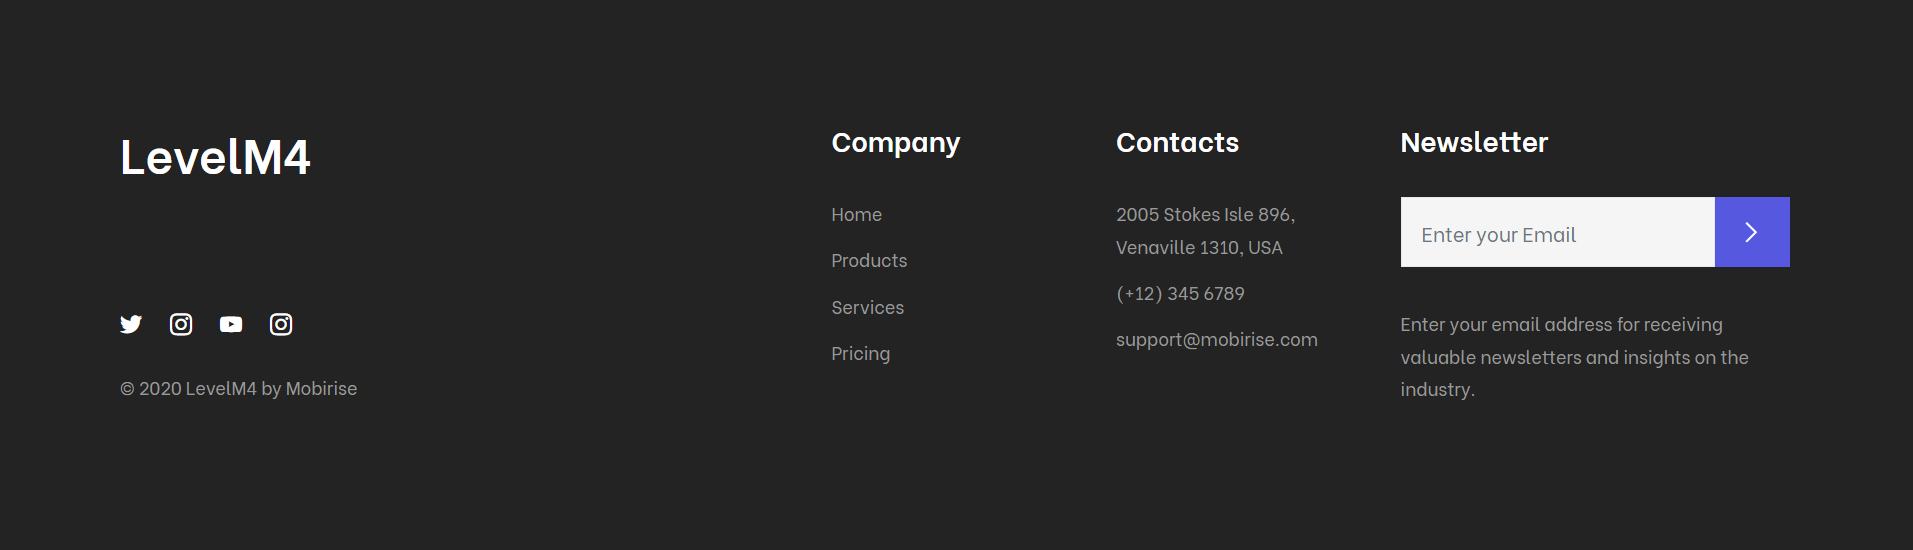 LevelM4
© 2020 LevelM4 by Mobirise
Company
Home
Products
Services
Pricing
Contacts
2005 Stokes Isle 896,
Venaville 1310, USA
(+12) 345 6789
support@mobirise.com
Newsletter
Enter your Email
Enter your email address for receiving
valuable newsletters and insights on the
industry.